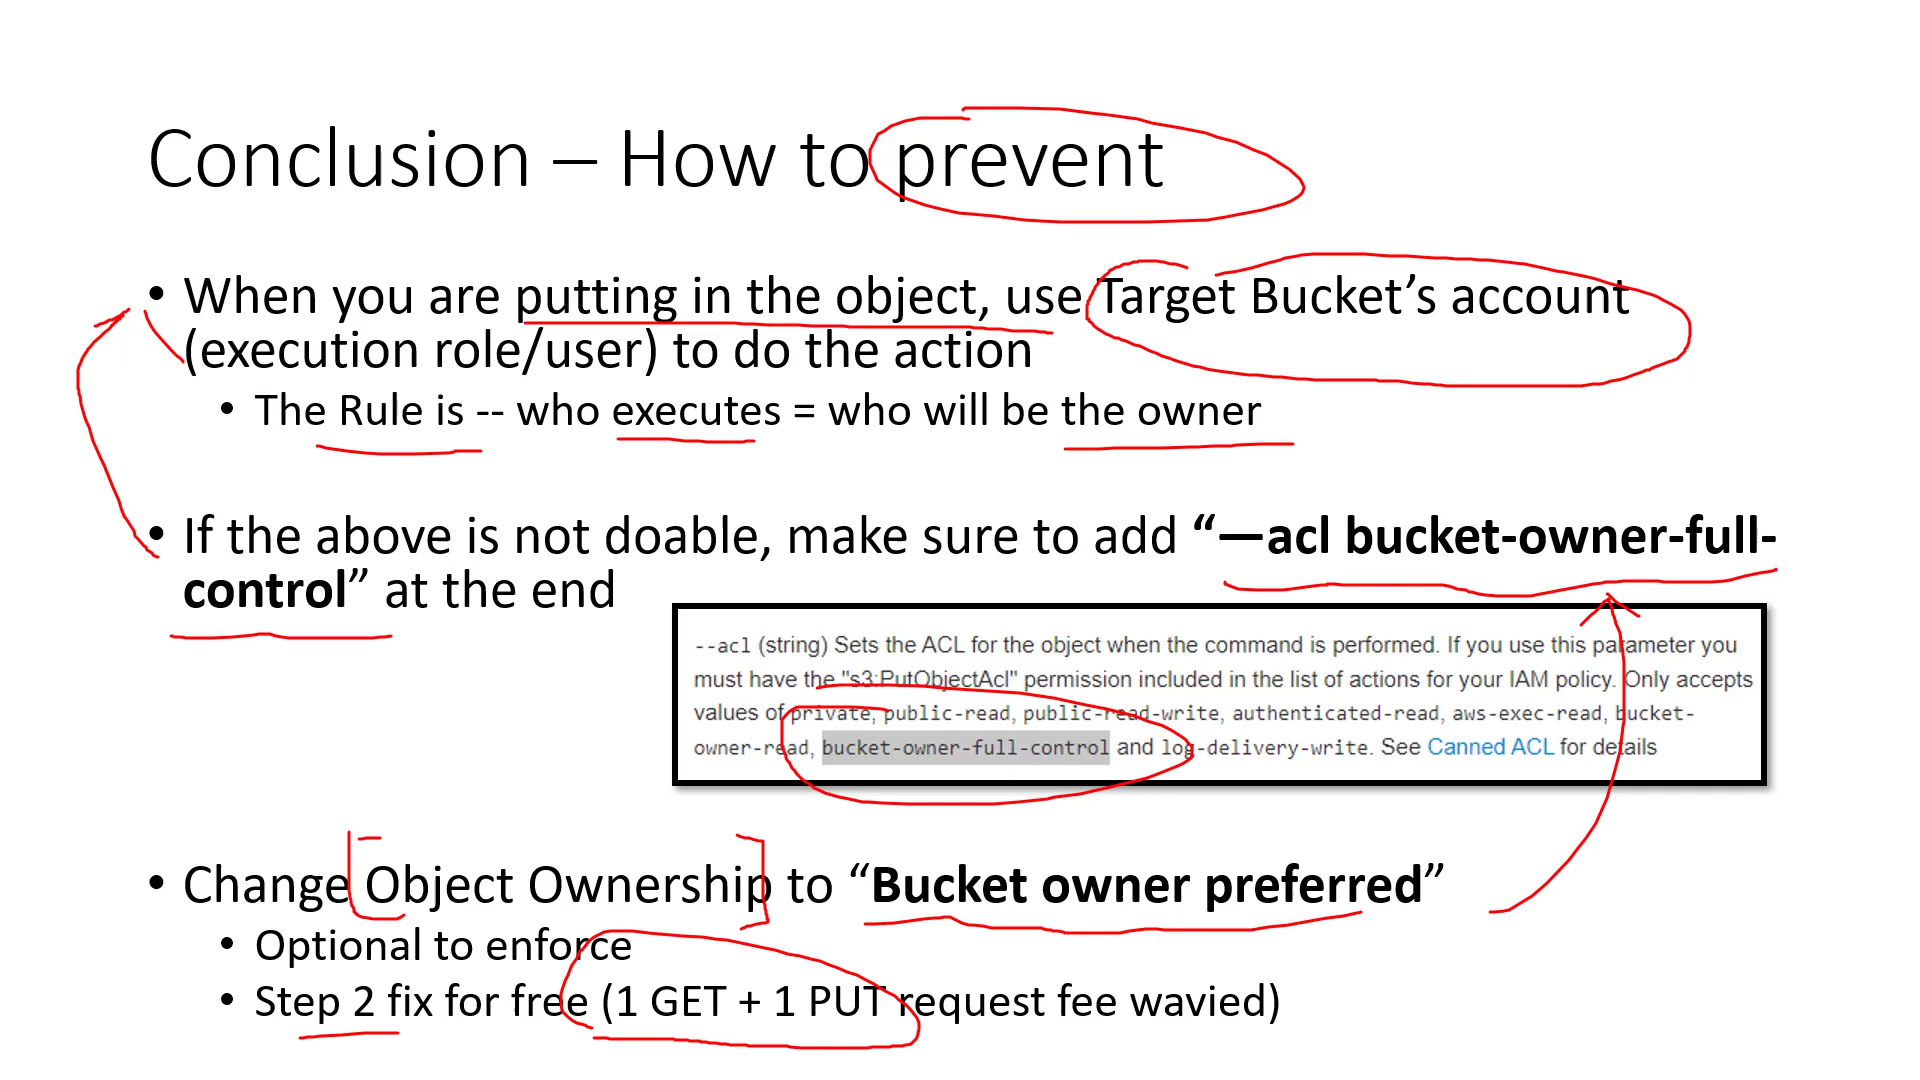 Conclusion – How to prevent
• When you are putting in the object, use Target Bucket’s account
(execution role/user) to do the action
• The Rule is -- who executes = who will be the owner
• If the above is not doable, make sure to add “—acl bucket-owner-full-
control” at the end
--acl (string) Sets the ACL for the object when the command is performed. If you use this parameter you
must have the "s3:PutObjectAcl" permission included in the list of actions for your IAM policy. Only accepts
values of private, public-read, public-read-write, authenticated-read, aws-exec-read, bucket-
owner-read, bucket-owner-full-control and log-delivery-write. See Canned ACL for details
• Change Object Ownership to “Bucket owner preferred”
• Optional to enforce
• Step 2 fix for free (1 GET + 1 PUT request fee wavied)